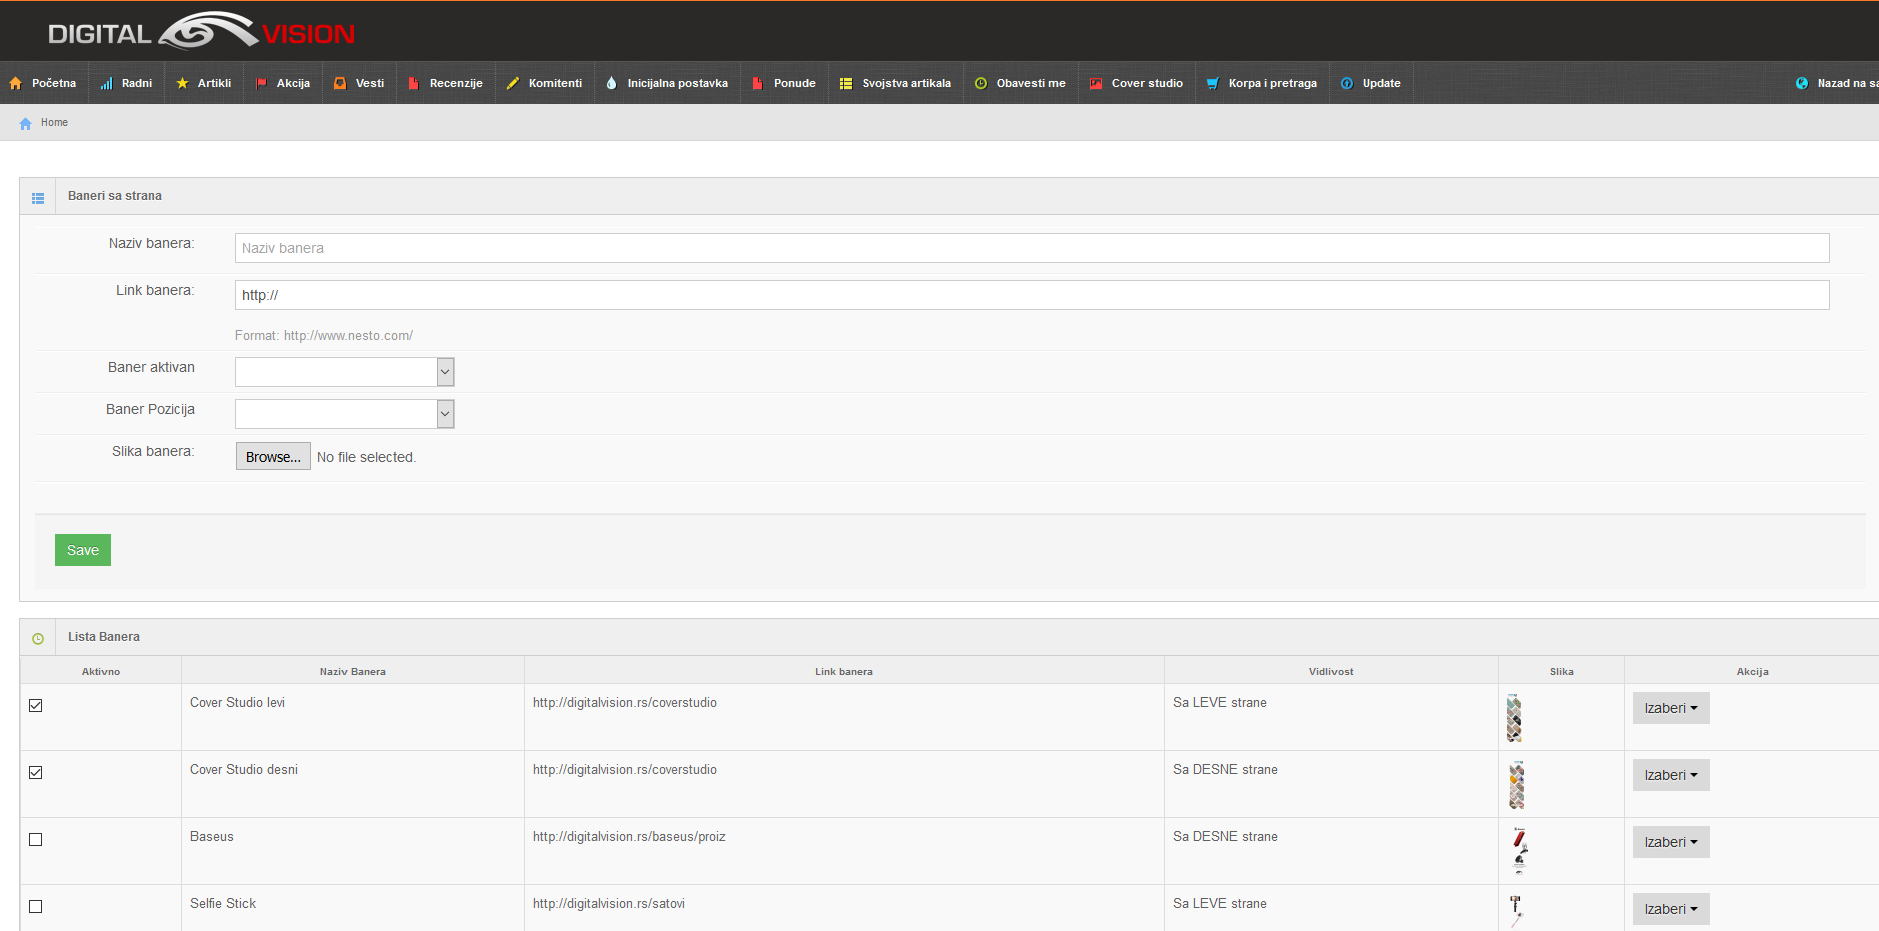 DIGITAL VISION
Početna Radni Artikli Akcija Vesti Recenzije Komitenti Inicijalna postavka Ponude Svojstva artikala Obavesti me Cover studio Korpa i pretraga Update Nazad na sa
Home
Baneri sa strana
Naziv banera: Naziv banera
Link banera: http://
Format: http://www.nesto.com/
Baner aktivan
Baner Pozicija
Slika banera: Browse... No file selected.
Save
Lista Banera
Aktivno Naziv Banera Link banera Vidlivost Slika Akcija
Cover Studio levi http://digitalvision.rs/coverstudio Sa LEVE strane Izaberi
Cover Studio desni http://digitalvision.rs/coverstudio Sa DESNE strane Izaberi
Baseus http://digitalvision.rs/baseus/proiz Sa DESNE strane Izaberi
Selfie Stick http://digitalvision.rs/satovi Sa LEVE strane Izaberi